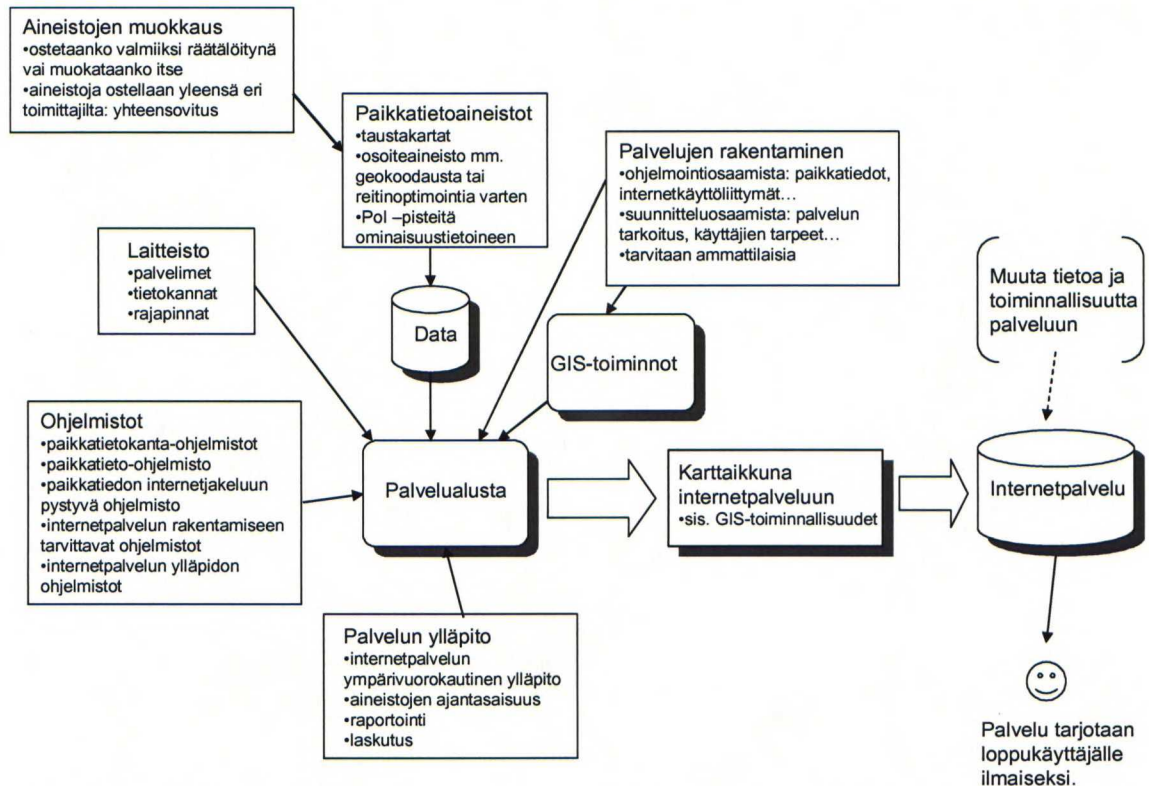 Aineistojen muokkaus
•ostetaanko valmiiksi räätälöitynä
vai muokataanko itse
•aineistoja ostellaan yleensä eri
toimittajilta: yhteensovitus
Paikkatietoaineistot
•taustakartat
•osoiteaineisto mm.
geokoodausta tai
reitinoptimointia varten
•PoI –pisteitä
ominaisuustietoineen
Palvelujen rakentaminen
•ohjelmointiosaamista: paikkatiedot,
internetkäyttöliittymät…
•suunnitteluosaamista: palvelun
tarkoitus, käyttäjien tarpeet…
•tarvitaan ammattilaisia
Laitteisto
•palvelimet
•tietokannat
•rajapinnat
Muuta tietoa ja
toiminnallisuutta
palveluun
Data
GIS-toiminnot
Ohjelmistot
•paikkatietokanta-ohjelmistot
•paikkatieto-ohjelmisto
•paikkatiedon internetjakeluun
pystyvä ohjelmisto
•internetpalvelun rakentamiseen
tarvittavat ohjelmistot
•internetpalvelun ylläpidon
ohjelmistot
Palvelualusta
Karttaikkuna
internetpalveluun
•sis. GIS-toiminnallisuudet
Internetpalvelu
Palvelun ylläpito
•internetpalvelun
ympärivuorokautinen ylläpito
•aineistojen ajantasaisuus
•raportointi
•laskutus
Palvelu tarjotaan
loppukäyttäjälle
ilmaiseksi.